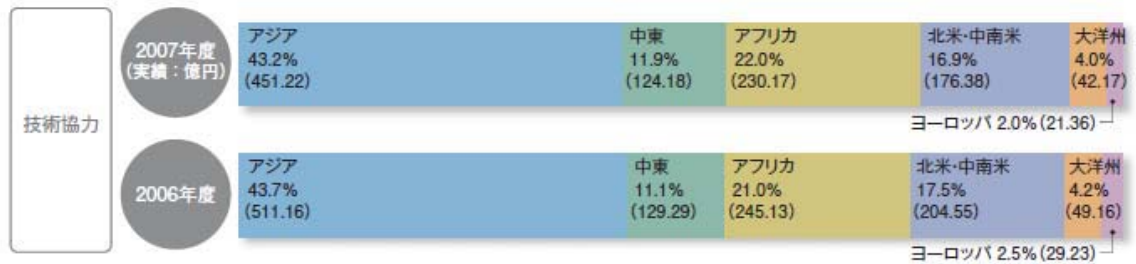 技術協力
2007年度
(実績：億円)
アジア
43.2%
(451.22)
中東
11.9%
(124.18)
アフリカ
22.0%
(230.17)
北米・中南米
16.9%
(176.38)
大洋州
4.0%
(42.17)
ヨーロッパ 2.0%(21.36)
2006年度
アジア
43.7%
(511.16)
中東
11.1%
(129.29)
アフリカ
21.0%
(245.13)
北米・中南米
17.5%
(204.55)
大洋州
4.2%
(49.16)
ヨーロッパ 2.5%(29.23)